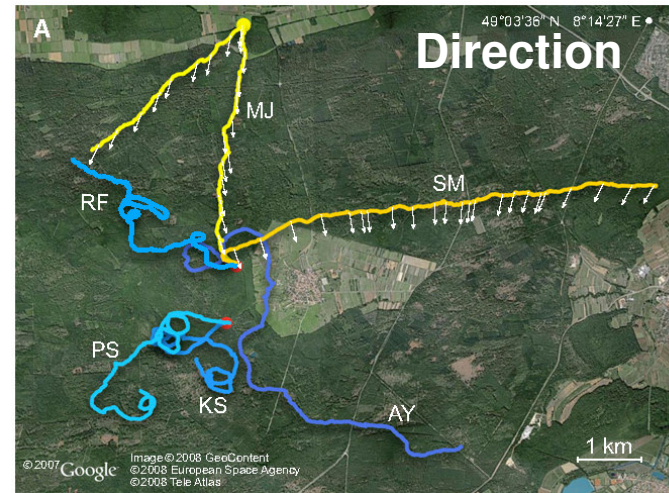 A
49°03'36" N 8°14'27" E
Direction
MJ
SM
RF
PS
KS
AY
1 km
©2007 Google
Image © 2008 GeoContent
©2008 European Space Agency
©2008 Tele Atlas